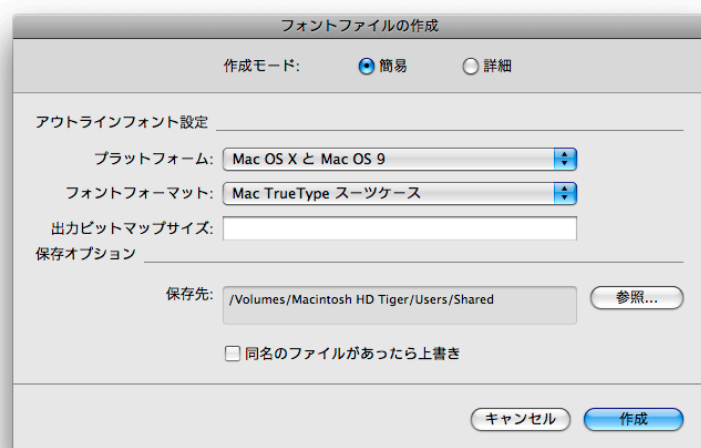 フォントファイルの作成
作成モード: 簡易 詳細
アウトラインフォント設定
プラットフォーム: Mac OS X と Mac OS 9
フォントフォーマット: Mac TrueType スーツケース
出力ビットマップサイズ:
保存オプション
保存先: /Volumes/Macintosh HD Tiger/Users/Shared 参照...
同名のファイルがあったら上書き
キャンセル 作成